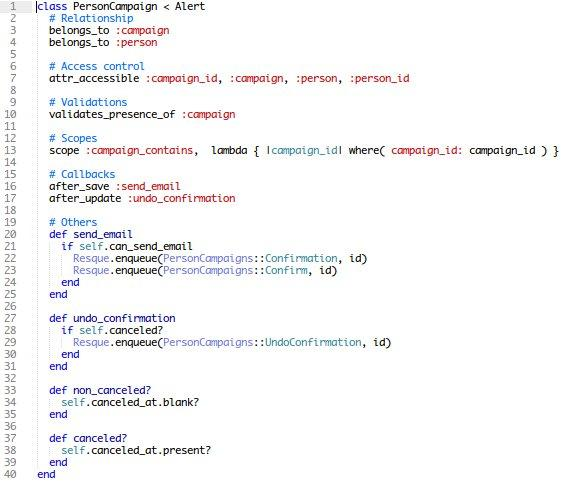 1 class PersonCampaign < Alert
2 # Relationship
3 belongs_to :campaign
4 belongs_to :person
5
6 # Access control
7 attr_accessible :campaign_id, :campaign, :person, :person_id
8
9 # Validations
10 validates_presence_of :campaign
11
12 # Scopes
13 scope :campaign_contains,  lambda { |campaign_id| where( campaign_id: campaign_id ) }
14
15 # Callbacks
16 after_save :send_email
17 after_update :undo_confirmation
18
19 # Others
20 def send_email
21 if self.can_send_email
22 Resque.enqueue(PersonCampaigns::Confirmation, id)
23 Resque.enqueue(PersonCampaigns::Confirm, id)
24 end
25 end
26
27 def undo_confirmation
28 if self.canceled?
29 Resque.enqueue(PersonCampaigns::UndoConfirmation, id)
30 end
31 end
32
33 def non_canceled?
34 self.canceled_at.blank?
35 end
36
37 def canceled?
38 self.canceled_at.present?
39 end
40 end